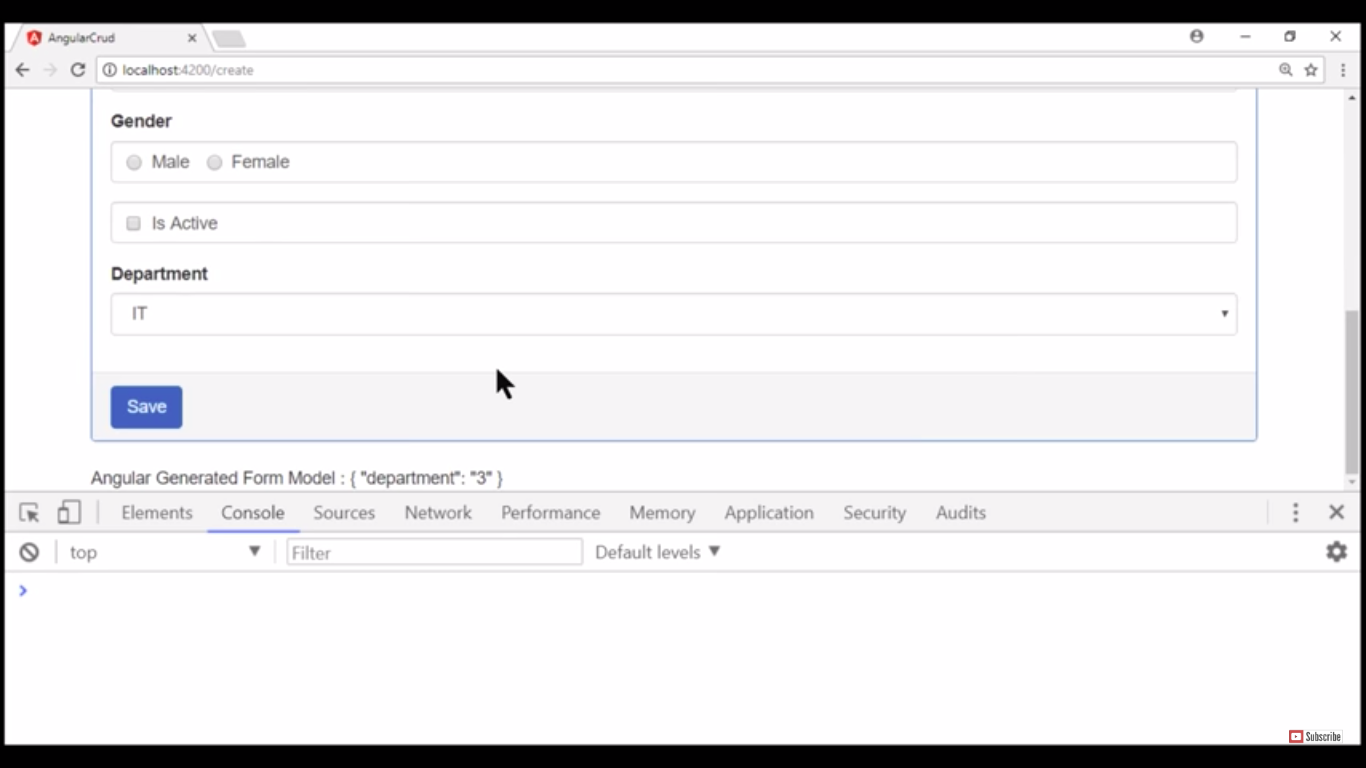 AngularCrud
localhost:4200/create
Gender
Male Female
Is Active
Department
IT
Save
Angular Generated Form Model : { "department": "3" }
Elements Console Sources Network Performance Memory Application Security Audits
top Filter Default levels
Subscribe